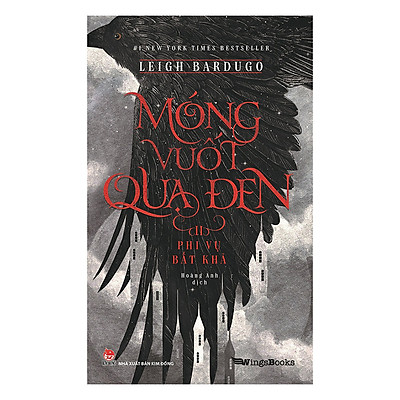 #1 NEW YORK TIMES BESTSELLER
LEIGH BARDUGO
MÓNG
VUỐT
QUẠ ĐEN
II
PHI VỤ
BẤT KHẢ
Hoàng Anh
dịch
NHÀ XUẤT BẢN KIM ĐỒNG
WingsBooks